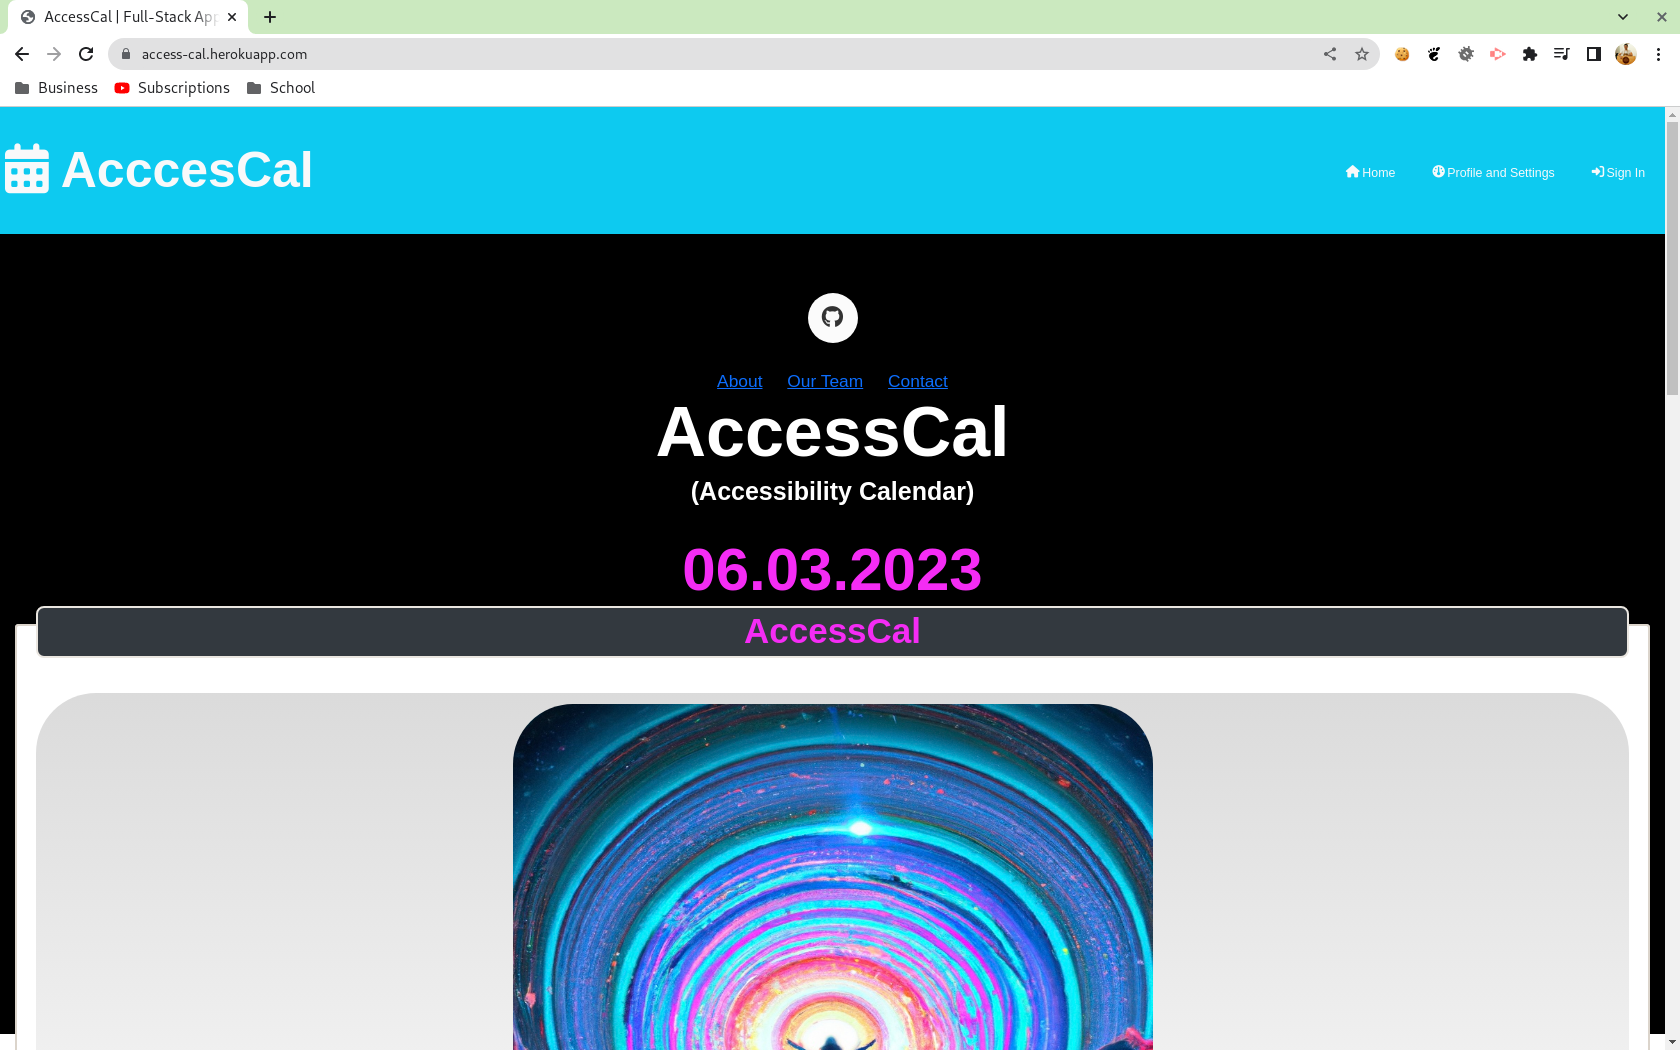 AccessCal | Full-Stack App
access-cal.herokuapp.com
Business Subscriptions School
AcccesCal
Home Profile and Settings Sign In
About Our Team Contact
AccessCal
(Accessibility Calendar)
06.03.2023
AccessCal